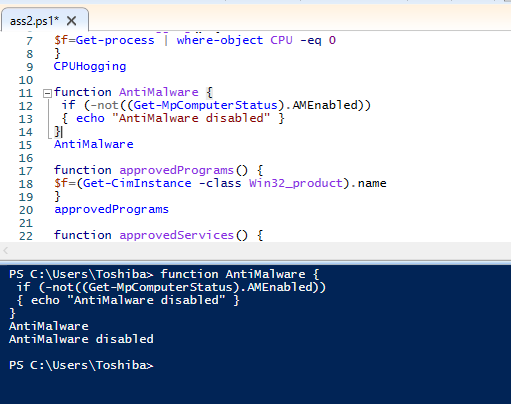 ass2.ps1*
7 $f=Get-process | where-object CPU -eq 0
8 }
9 CPUHogging
10
11 function AntiMalware {
12 if (-not((Get-MpComputerStatus).AMEnabled))
13 { echo "AntiMalware disabled" }
14 }
15 AntiMalware
16
17 function approvedPrograms() {
18 $f=(Get-CimInstance -class Win32_product).name
19 }
20 approvedPrograms
21
22 function approvedServices() {
PS C:\Users\Toshiba> function AntiMalware {
if (-not((Get-MpComputerStatus).AMEnabled))
{ echo "AntiMalware disabled" }
}
AntiMalware
AntiMalware disabled
PS C:\Users\Toshiba>